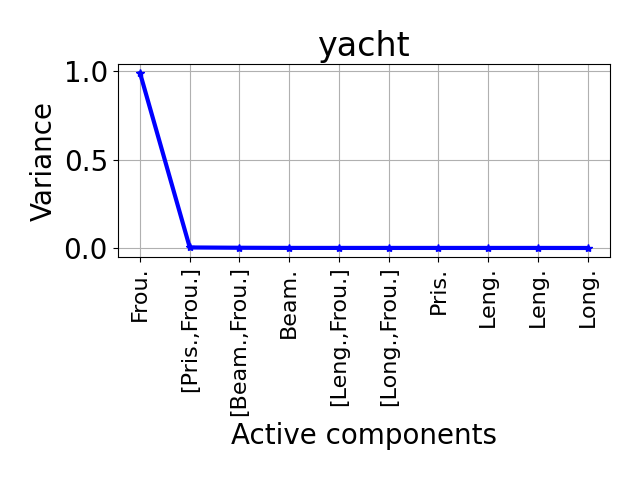 yacht
Variance
1.0
0.5
0.0
Frou.
[Pris.,Frou.]
[Beam.,Frou.]
Beam.
[Leng.,Frou.]
[Long.,Frou.]
Pris.
Leng.
Leng.
Long.
Active components